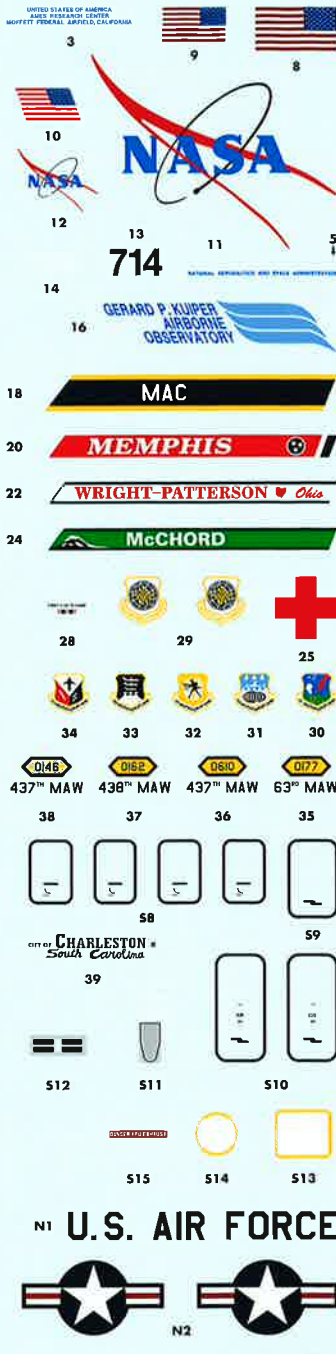 UNITED STATES OF AMERICA
AMES RESEARCH CENTER
MOFFETT FEDERAL AIRFIELD, CALIFORNIA
3
9
8
10
NASA
NASA
12
13
11
5
714
NATIONAL AERONAUTICS AND SPACE ADMINISTRATION
14
16
GERARD P. KUIPER
AIRBORNE
OBSERVATORY
18
MAC
20
MEMPHIS
22
WRIGHT-PATTERSON Ohio
24
McCHORD
28
29
25
34
33
32
31
30
0146
0162
0610
0177
437TH MAW
438TH MAW
437TH MAW
63RD MAW
38
37
36
35
S8
S9
CITY OF CHARLESTON
South Carolina
39
S12
S11
S10
S15
S14
S13
N1
U.S. AIR FORCE
N2